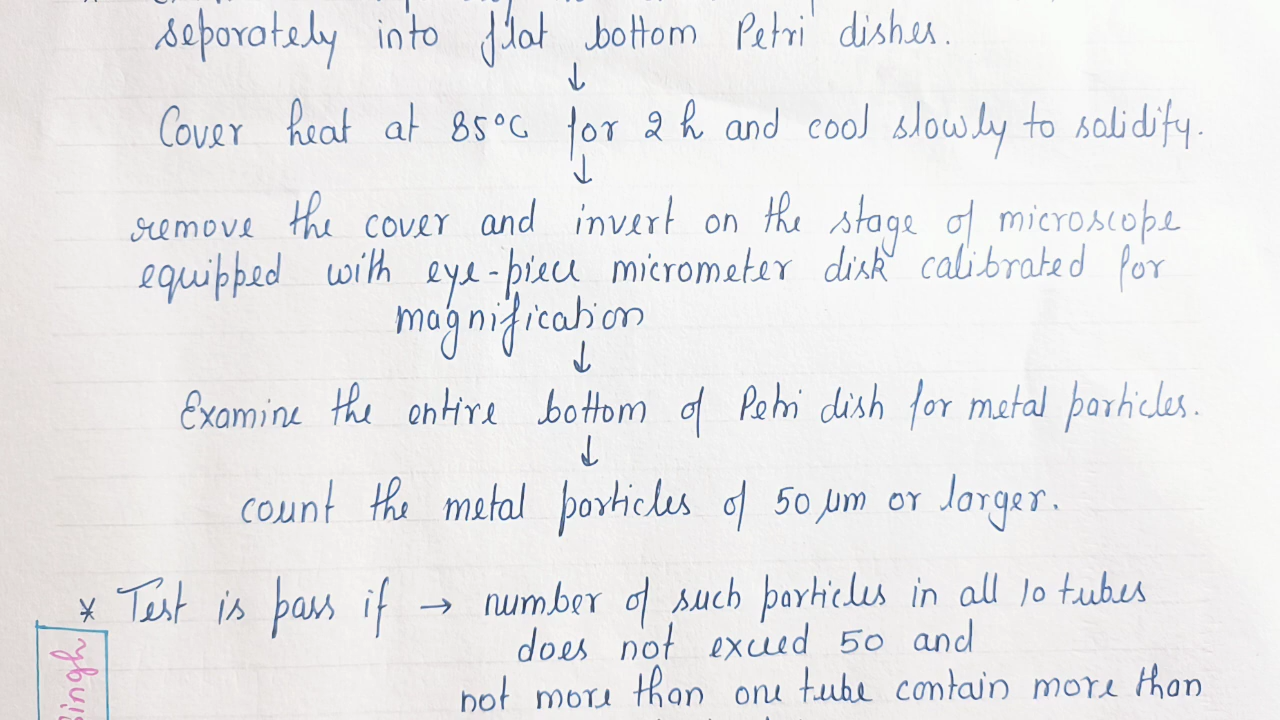 separately into flat bottom Petri dishes.
↓
Cover heat at 85°C for 2 h and cool slowly to solidify.
↓
remove the cover and invert on the stage of microscope
equipped with eye-piece micrometer disk calibrated for
magnification
↓
Examine the entire bottom of Petri dish for metal particles.
↓
count the metal particles of 50 μm or larger.
* Test is pass if → number of such particles in all 10 tubes
does not exceed 50 and
not more than one tube contain more than